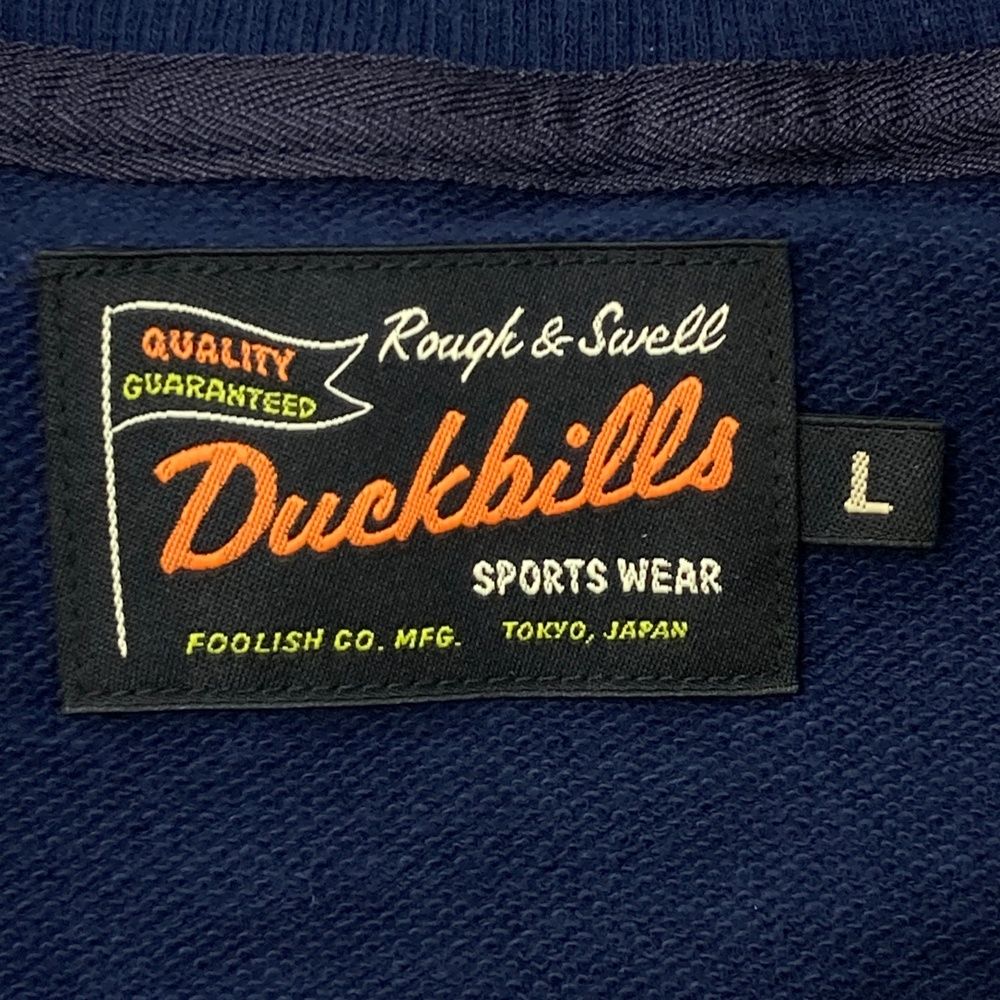 QUALITY
GUARANTEED
Rough & Swell
Duckbills
SPORTS WEAR
FOOLISH CO. MFG. TOKYO, JAPAN
L